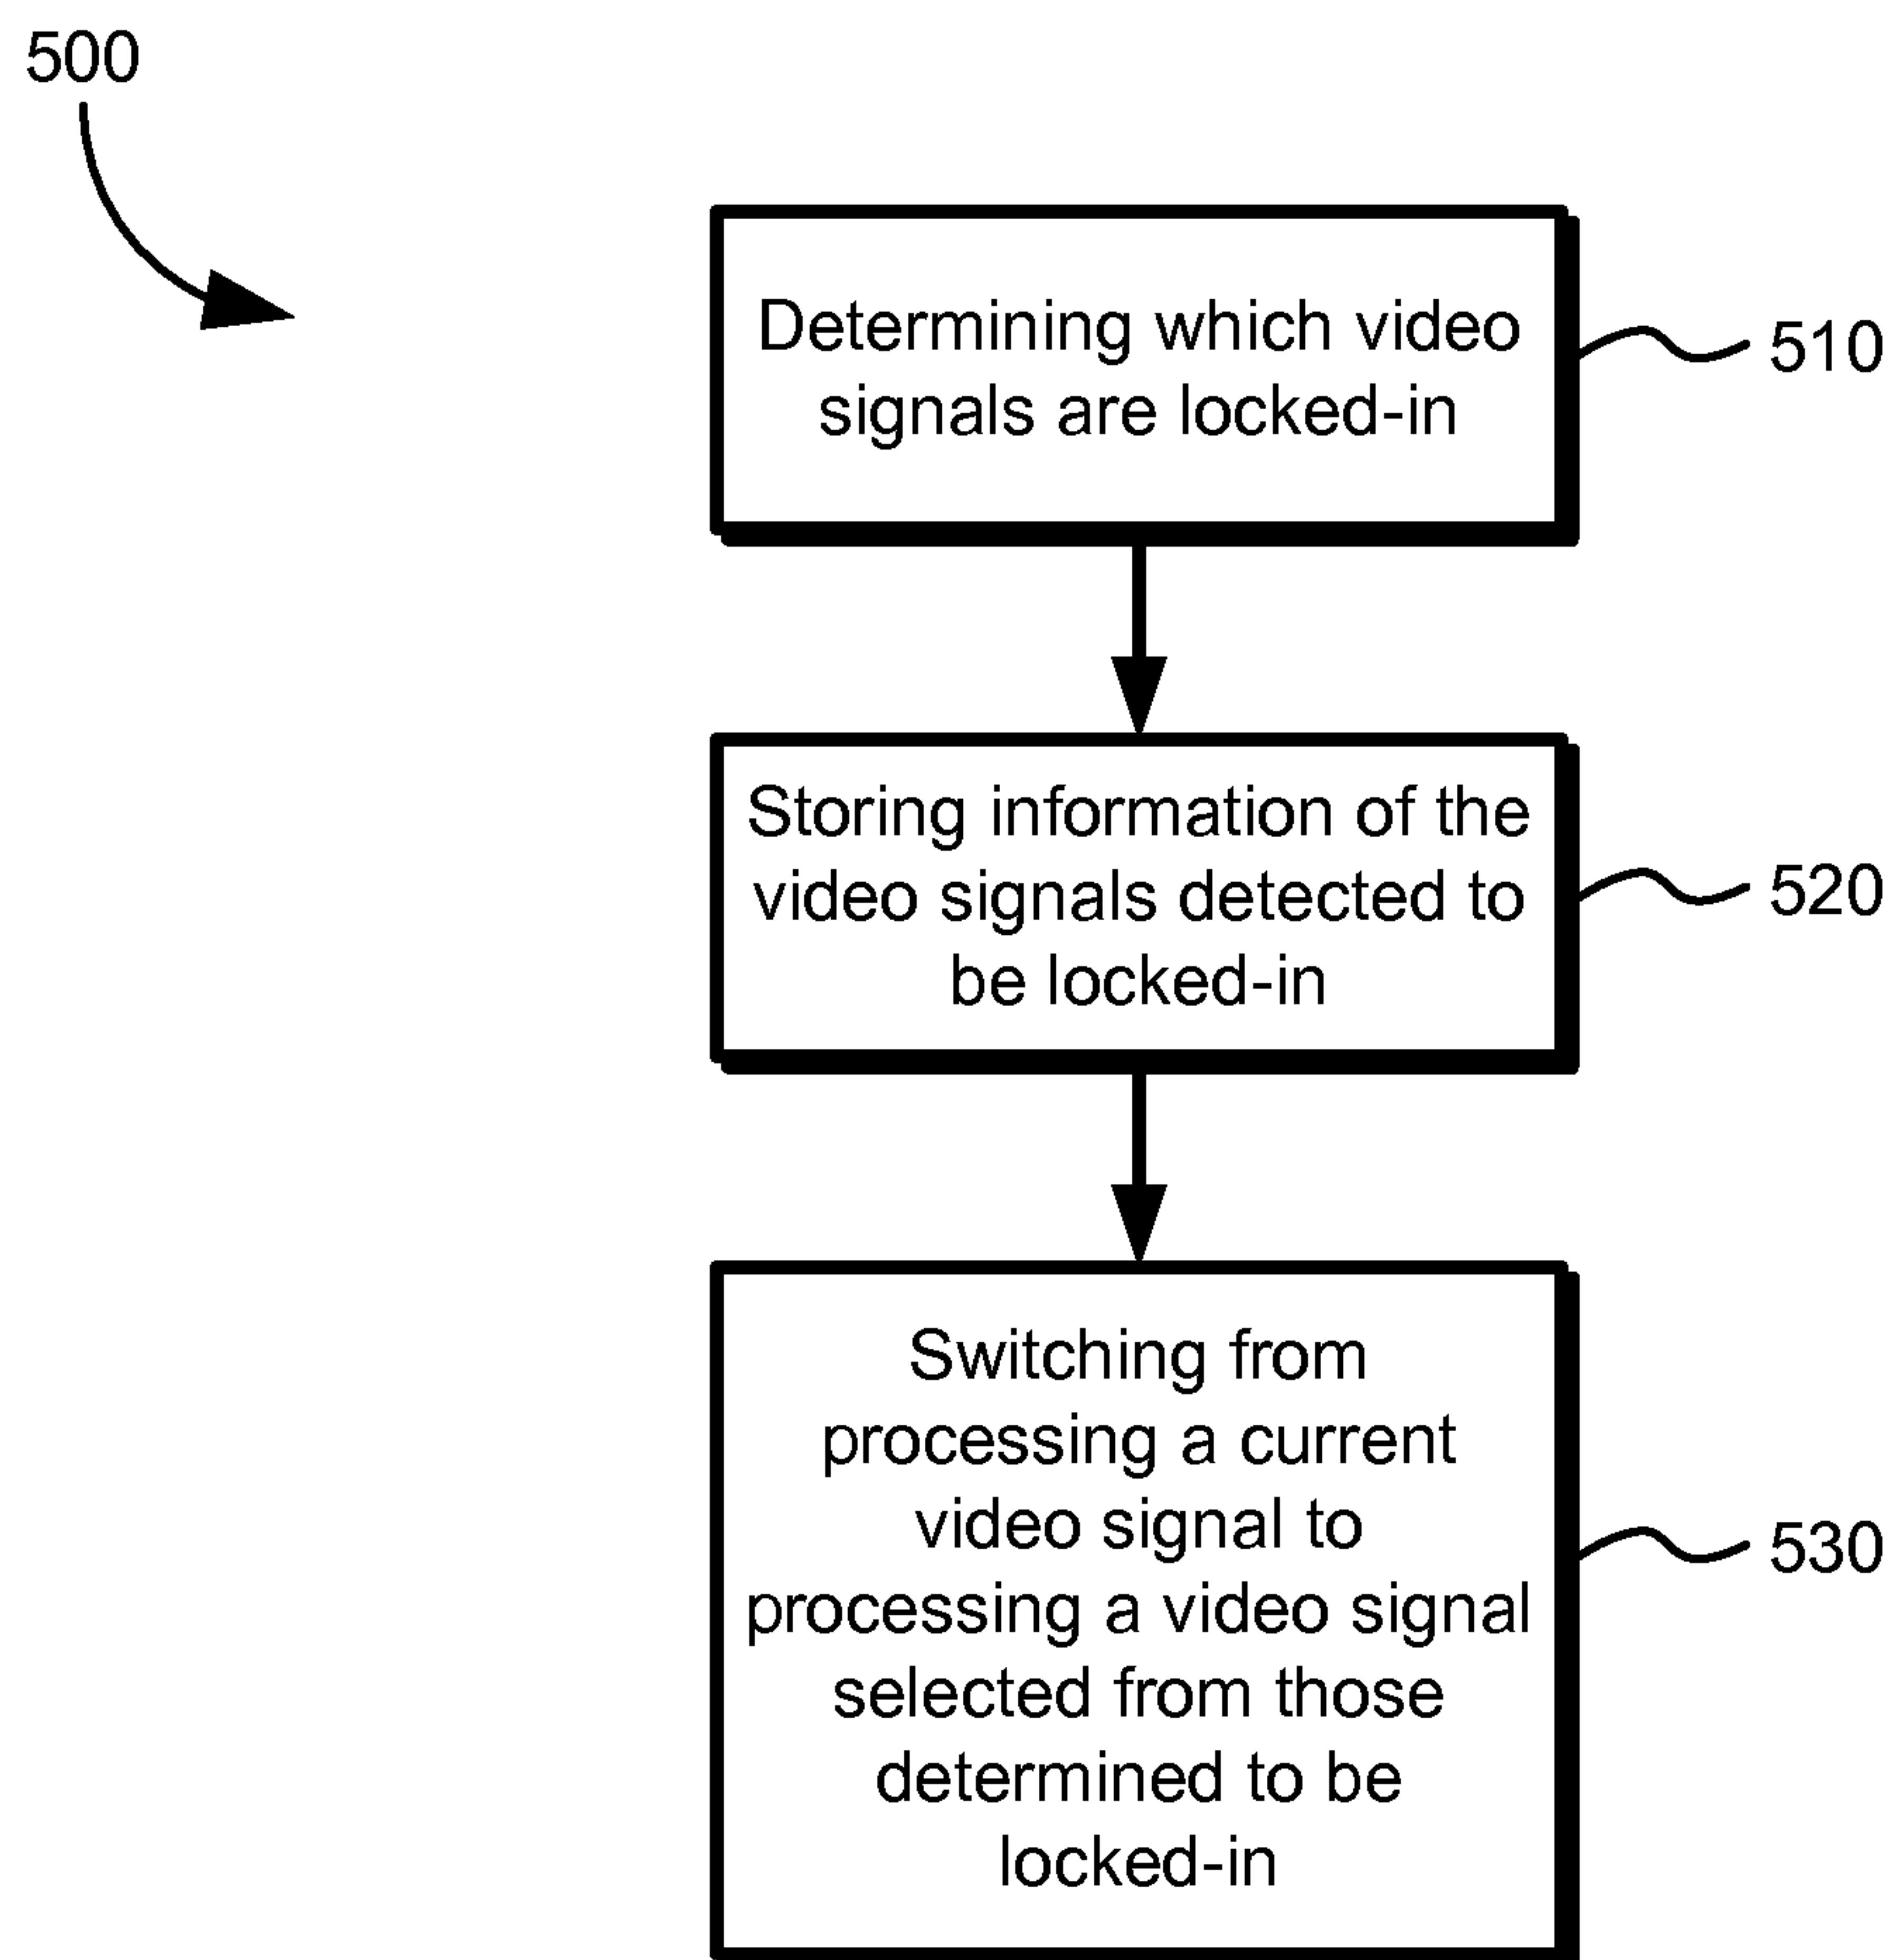 500
Determining which video
signals are locked-in
510
Storing information of the
video signals detected to
be locked-in
520
Switching from
processing a current
video signal to
processing a video signal
selected from those
determined to be
locked-in
530